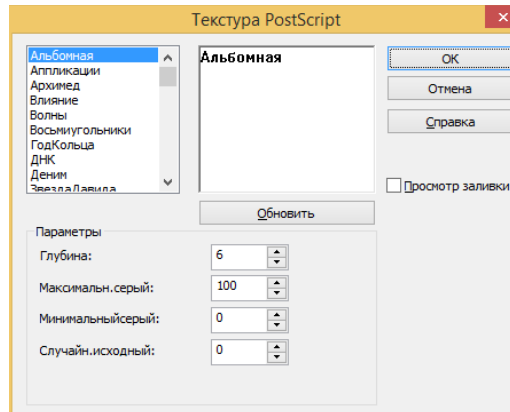 Текстура PostScript
Альбомная
Аппликации
Архимед
Влияние
Волны
Восьмиугольники
ГодКольца
ДНК
Деним
ЗвездаДавида
Альбомная
ОК
Отмена
Справка
Просмотр заливки
Обновить
Параметры
Глубина: 6
Максимальн.серый: 100
Минимальныйсерый: 0
Случайн.исходный: 0